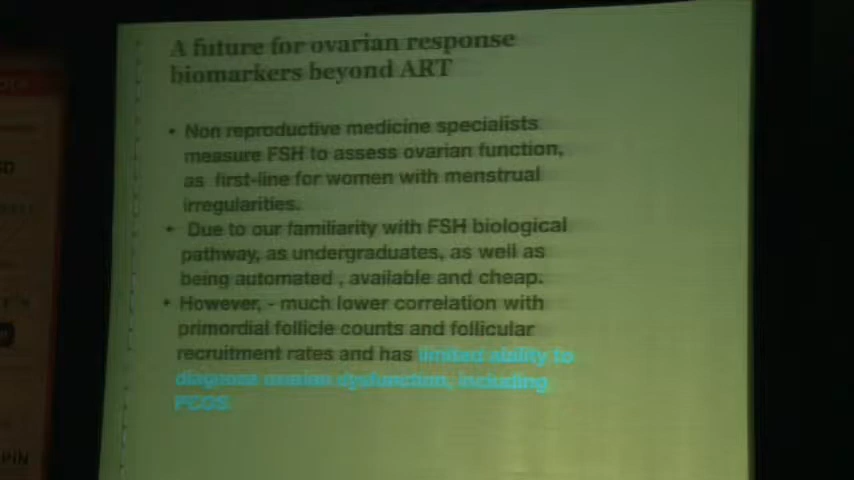 A future for ovarian response
biomarkers beyond ART
• Non reproductive medicine specialists
measure FSH to assess ovarian function,
as first-line for women with menstrual
irregularities.
• Due to our familiarity with FSH biological
pathway, as undergraduates, as well as
being automated , available and cheap.
• However, - much lower correlation with
primordial follicle counts and follicular
recruitment rates and has limited ability to
diagnose ovarian dysfunction, including
PCOS.